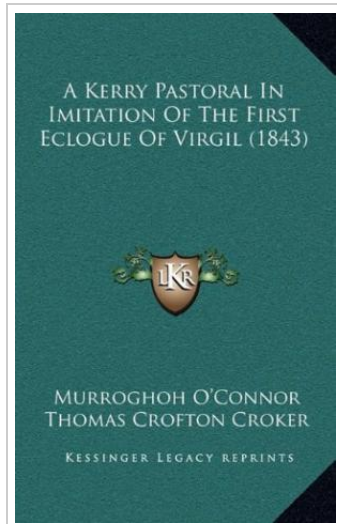 A Kerry Pastoral In
Imitation Of The First
Eclogue Of Virgil (1843)
LKR
Murroghoh O'Connor
Thomas Crofton Croker
Kessinger Legacy reprints